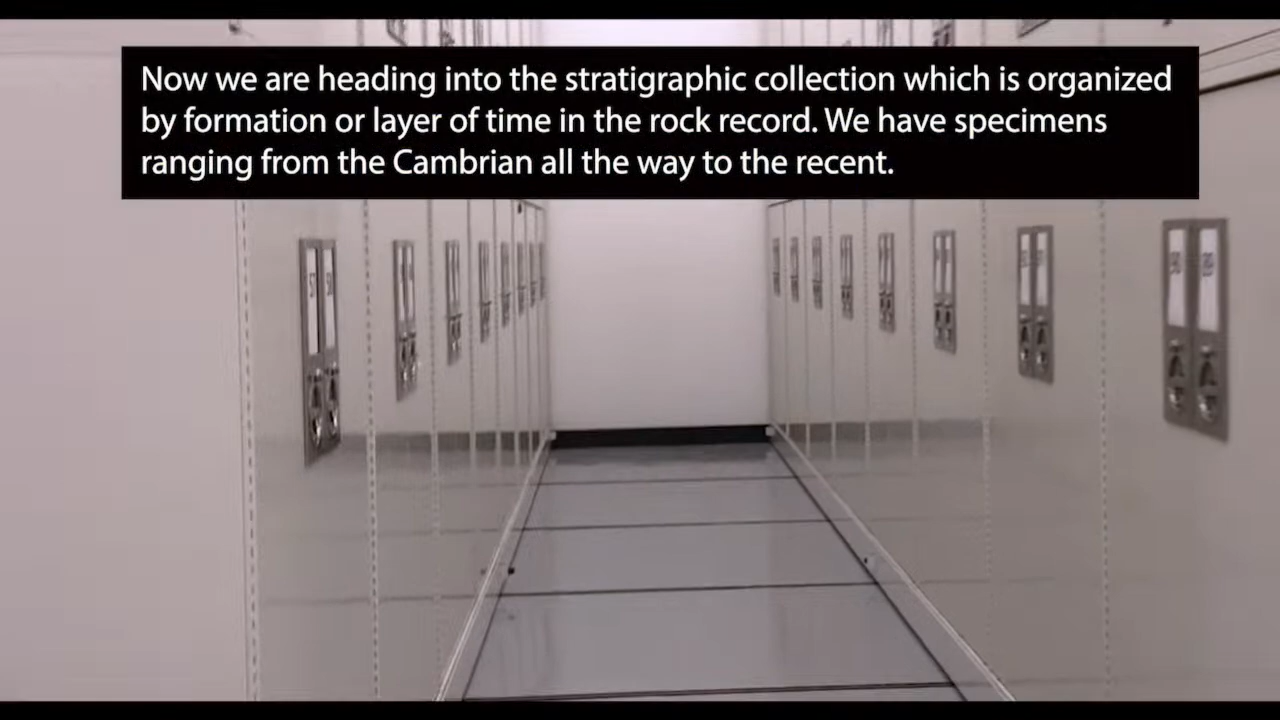 Now we are heading into the stratigraphic collection which is organized
by formation or layer of time in the rock record. We have specimens
ranging from the Cambrian all the way to the recent.